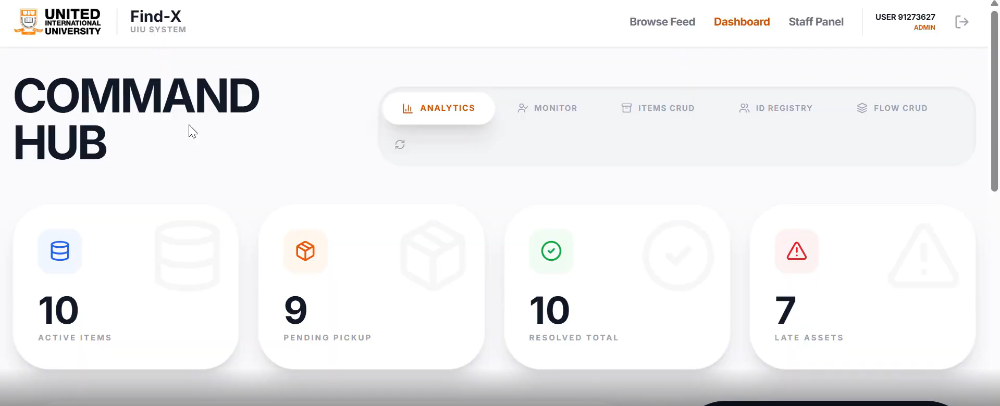 UNITED
INTERNATIONAL
UNIVERSITY
Find-X
UIU SYSTEM
Browse Feed
Dashboard
Staff Panel
USER 91273627
ADMIN
COMMAND
HUB
ANALYTICS
MONITOR
ITEMS CRUD
ID REGISTRY
FLOW CRUD
10
ACTIVE ITEMS
9
PENDING PICKUP
10
RESOLVED TOTAL
7
LATE ASSETS